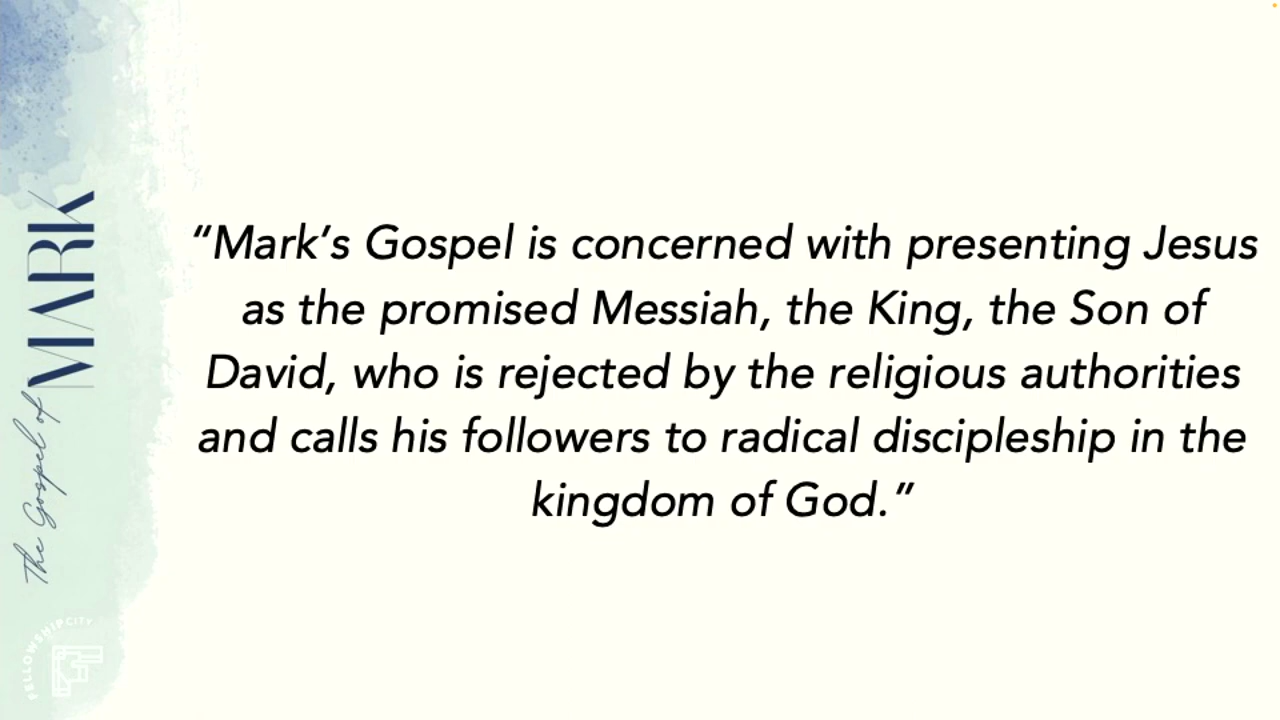 The Gospel of
MARK
FELLOWSHIP CITY
“Mark’s Gospel is concerned with presenting Jesus
as the promised Messiah, the King, the Son of
David, who is rejected by the religious authorities
and calls his followers to radical discipleship in the
kingdom of God.”